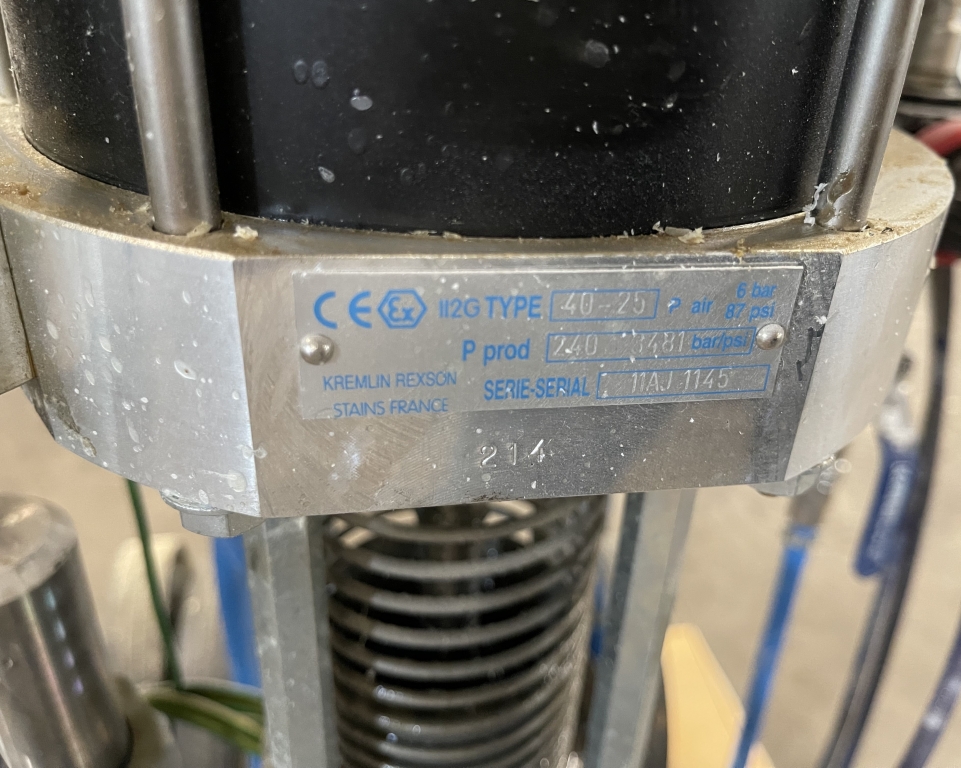 CE Ex II2G TYPE 40-25 P air 6 bar 87 psi
P prod 240 3481 bar/psi
KREMLIN REXSON SERIE-SERIAL 11AJ 1145
STAINS FRANCE
214